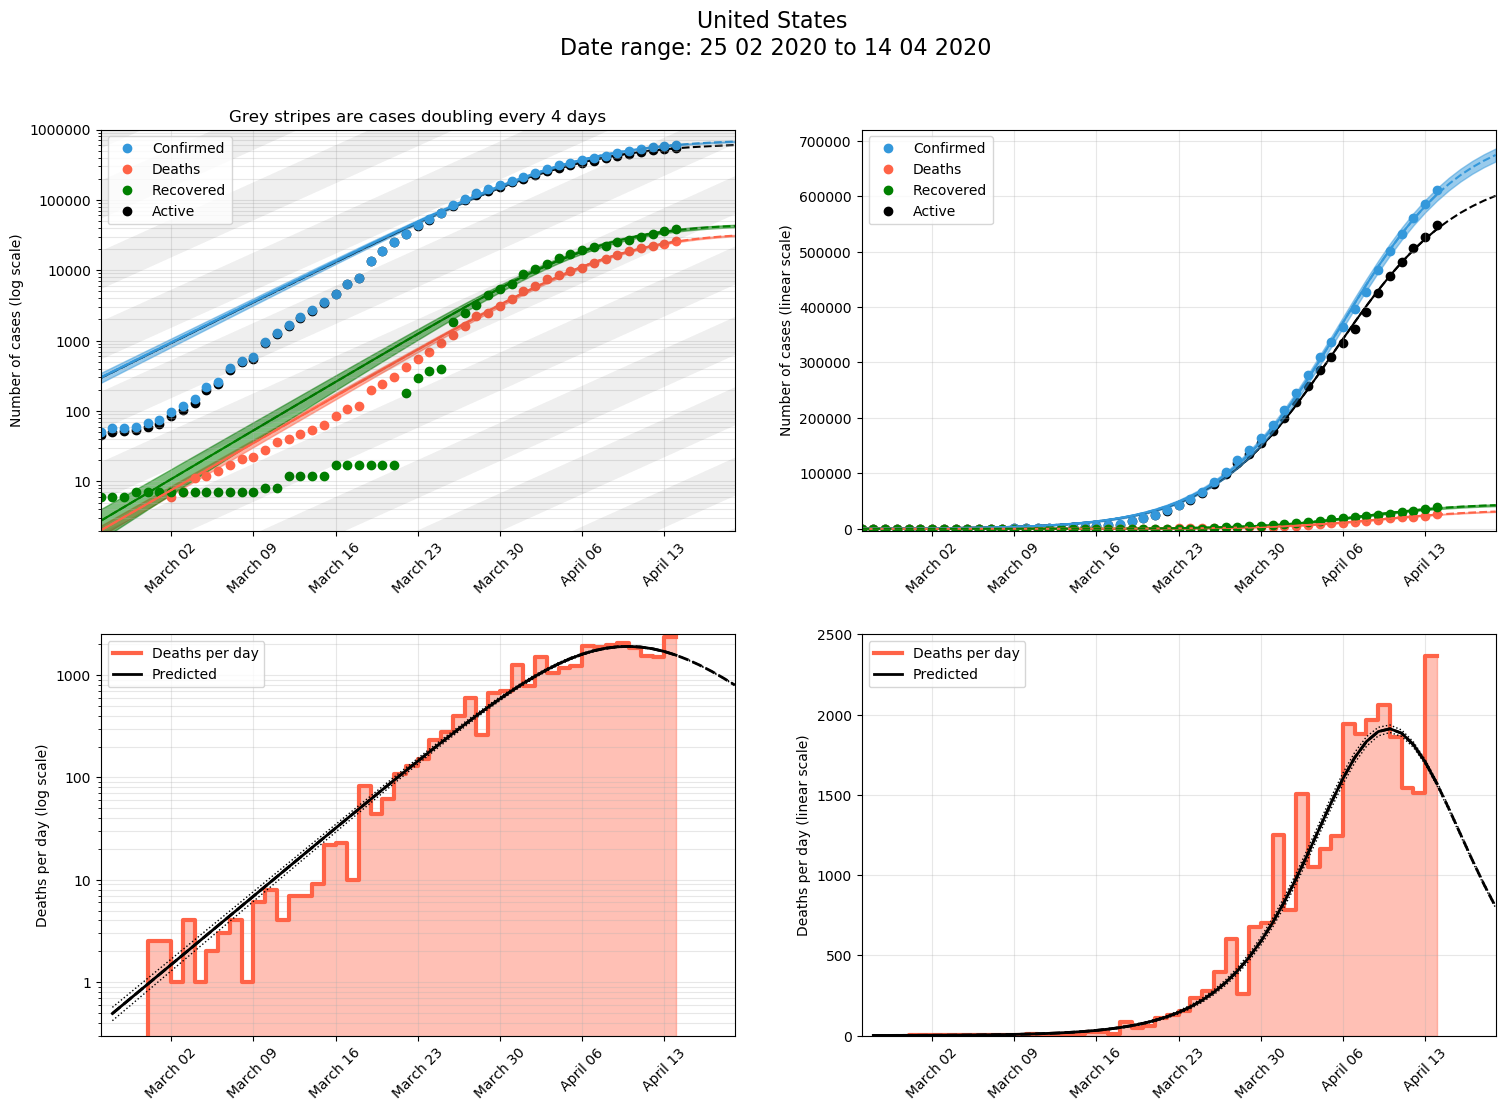 United States
Date range: 25 02 2020 to 14 04 2020
Grey stripes are cases doubling every 4 days
Number of cases (log scale)
1000000
100000
10000
1000
100
10
Confirmed
Deaths
Recovered
Active
March 02
March 09
March 16
March 23
March 30
April 06
April 13
Number of cases (linear scale)
700000
600000
500000
400000
300000
200000
100000
0
Confirmed
Deaths
Recovered
Active
March 02
March 09
March 16
March 23
March 30
April 06
April 13
Deaths per day (log scale)
1000
100
10
1
Deaths per day
Predicted
March 02
March 09
March 16
March 23
March 30
April 06
April 13
Deaths per day (linear scale)
2500
2000
1500
1000
500
0
Deaths per day
Predicted
March 02
March 09
March 16
March 23
March 30
April 06
April 13